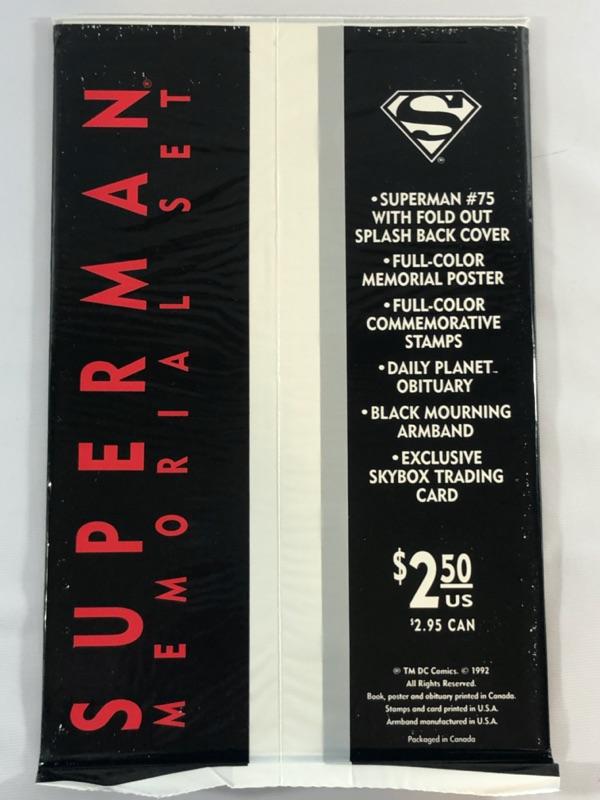 SUPERMAN®
MEMORIAL SET
S
®
•SUPERMAN #75
WITH FOLD OUT
SPLASH BACK COVER
•FULL-COLOR
MEMORIAL POSTER
•FULL-COLOR
COMMEMORATIVE
STAMPS
•DAILY PLANET™
OBITUARY
•BLACK MOURNING
ARMBAND
•EXCLUSIVE
SKYBOX TRADING
CARD
$2.50
US
$2.95 CAN
® TM DC Comics. © 1992
All Rights Reserved.
Book, poster and obituary printed in Canada.
Stamps and card printed in U.S.A.
Armband manufactured in U.S.A.
Packaged in Canada